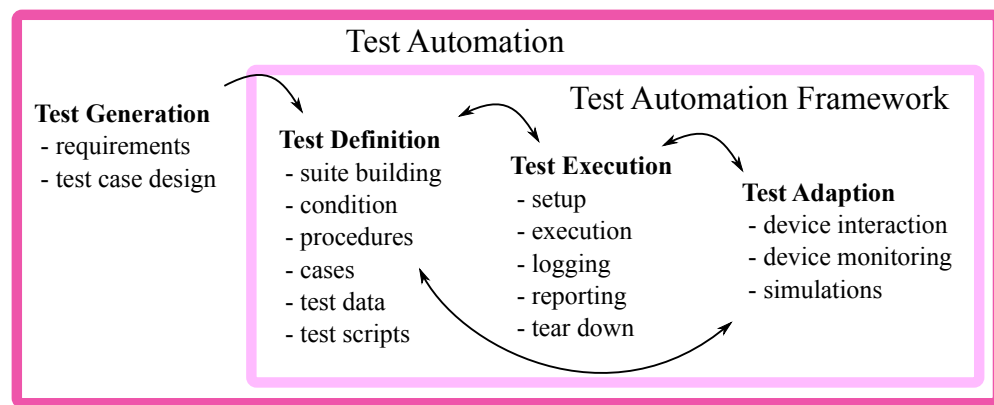 Test Automation
Test Automation Framework
Test Generation
- requirements
- test case design
Test Definition
- suite building
- condition
- procedures
- cases
- test data
- test scripts
Test Execution
- setup
- execution
- logging
- reporting
- tear down
Test Adaption
- device interaction
- device monitoring
- simulations